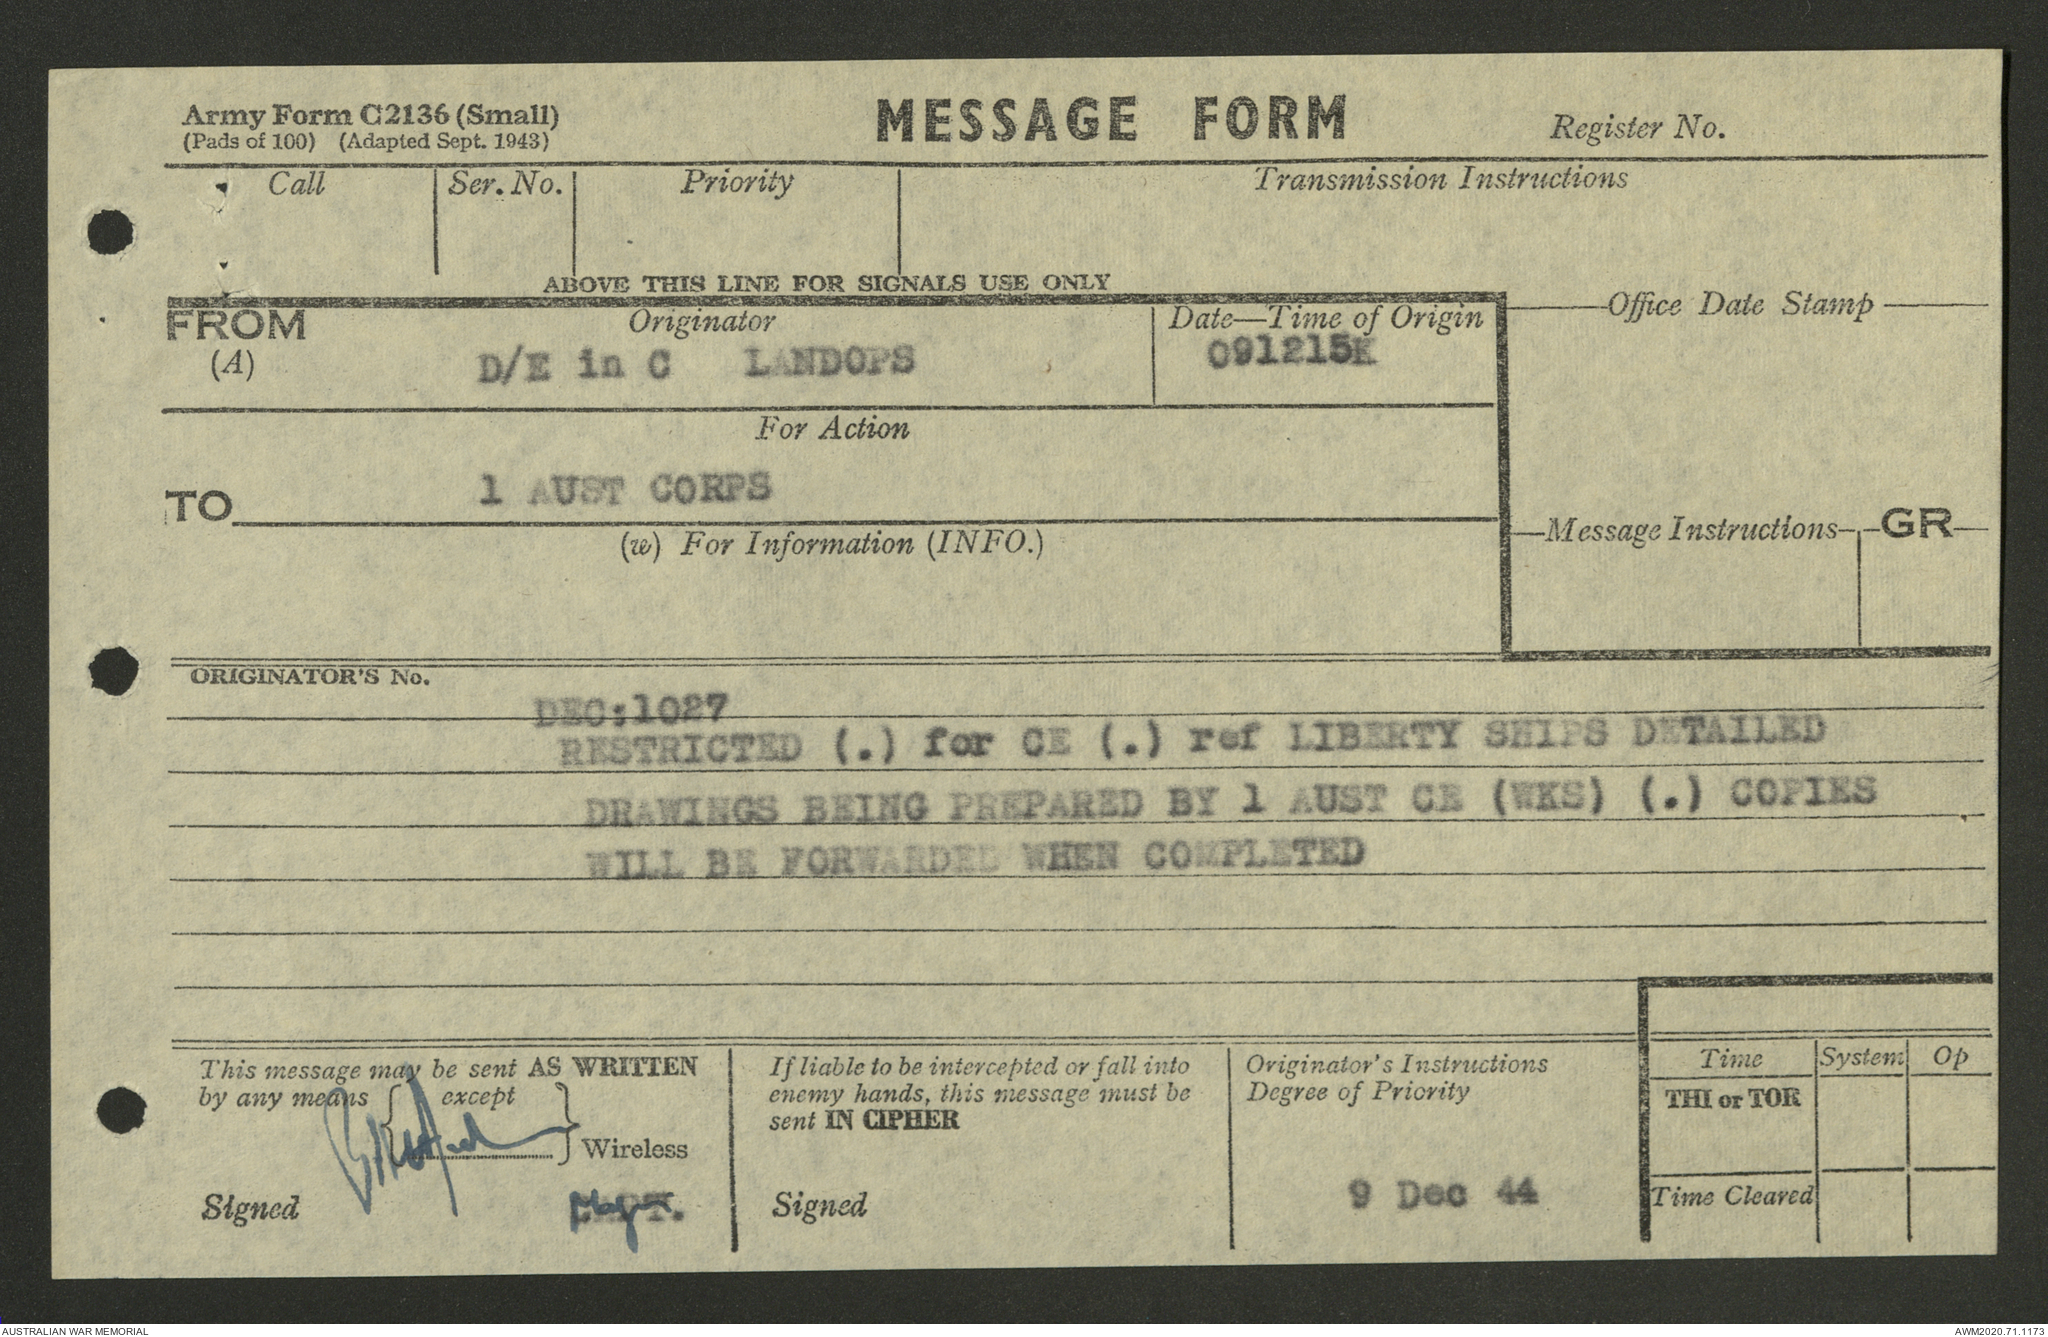 Army Form C2136 (Small)
(Pads of 100) (Adapted Sept. 1943)
MESSAGE FORM
Register No.
Call
Ser. No.
Priority
Transmission Instructions
ABOVE THIS LINE FOR SIGNALS USE ONLY
FROM
(A)
Originator
D/E in C LANDOPS
Date—Time of Origin
091215K
Office Date Stamp
For Action
TO
1 AUST CORPS
(w) For Information (INFO.)
Message Instructions
GR
ORIGINATOR'S No.
DEC:1027
RESTRICTED (.) for CE (.) ref LIBERTY SHIPS DETAILED
DRAWINGS BEING PREPARED BY 1 AUST CE (WKS) (.) COPIES
WILL BE FORWARDED WHEN COMPLETED
This message may be sent AS WRITTEN
by any means { except } Wireless
Signed
Major
If liable to be intercepted or fall into
enemy hands, this message must be
sent IN CIPHER
Signed
Originator's Instructions
Degree of Priority
9 Dec 44
Time
System
Op
THI or TOR
Time Cleared
AUSTRALIAN WAR MEMORIAL
AWM2020.71.1173